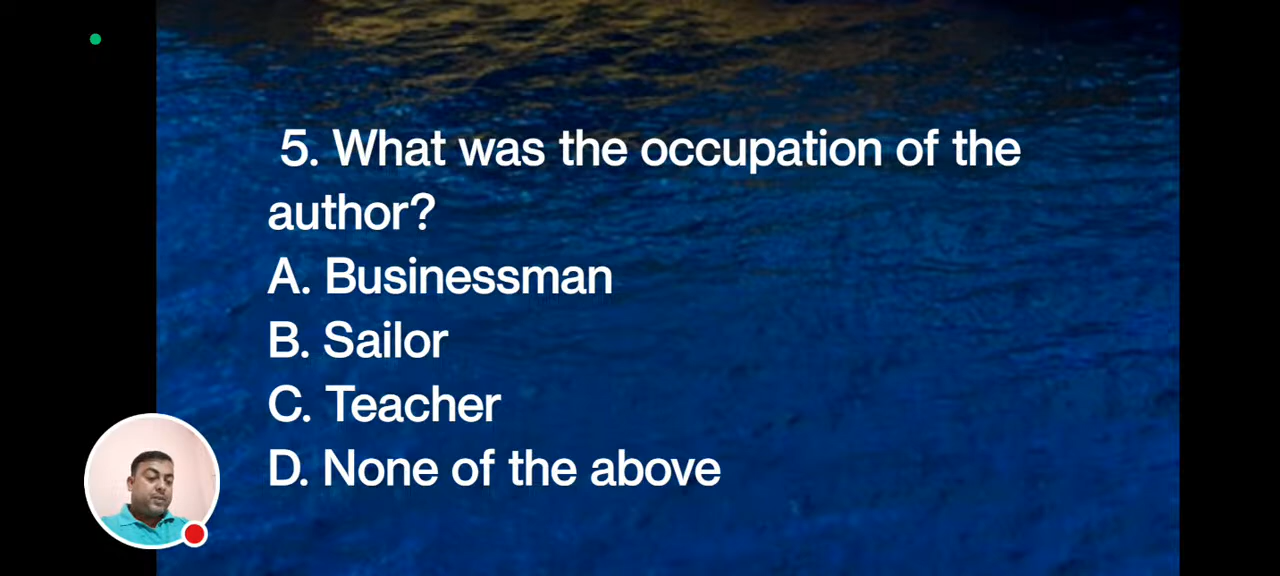 5. What was the occupation of the
author?
A. Businessman
B. Sailor
C. Teacher
D. None of the above